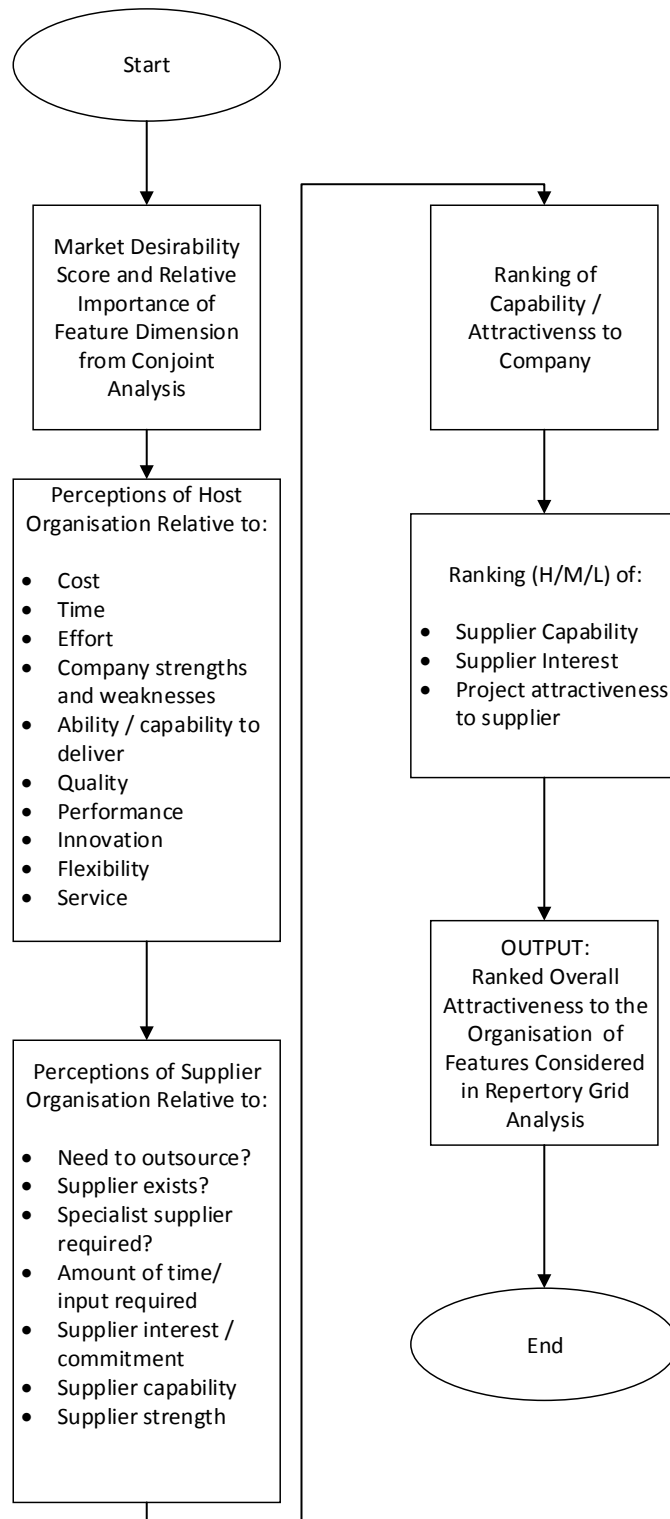 Start
Market Desirability
Score and Relative
Importance of
Feature Dimension
from Conjoint
Analysis
Perceptions of Host
Organisation Relative to:
• Cost
• Time
• Effort
• Company strengths
and weaknesses
• Ability / capability to
deliver
• Quality
• Performance
• Innovation
• Flexibility
• Service
Perceptions of Supplier
Organisation Relative to:
• Need to outsource?
• Supplier exists?
• Specialist supplier
required?
• Amount of time/
input required
• Supplier interest /
commitment
• Supplier capability
• Supplier strength
Ranking of
Capability /
Attractivenss to
Company
Ranking (H/M/L) of:
• Supplier Capability
• Supplier Interest
• Project attractiveness
to supplier
OUTPUT:
Ranked Overall
Attractiveness to the
Organisation of
Features Considered
in Repertory Grid
Analysis
End